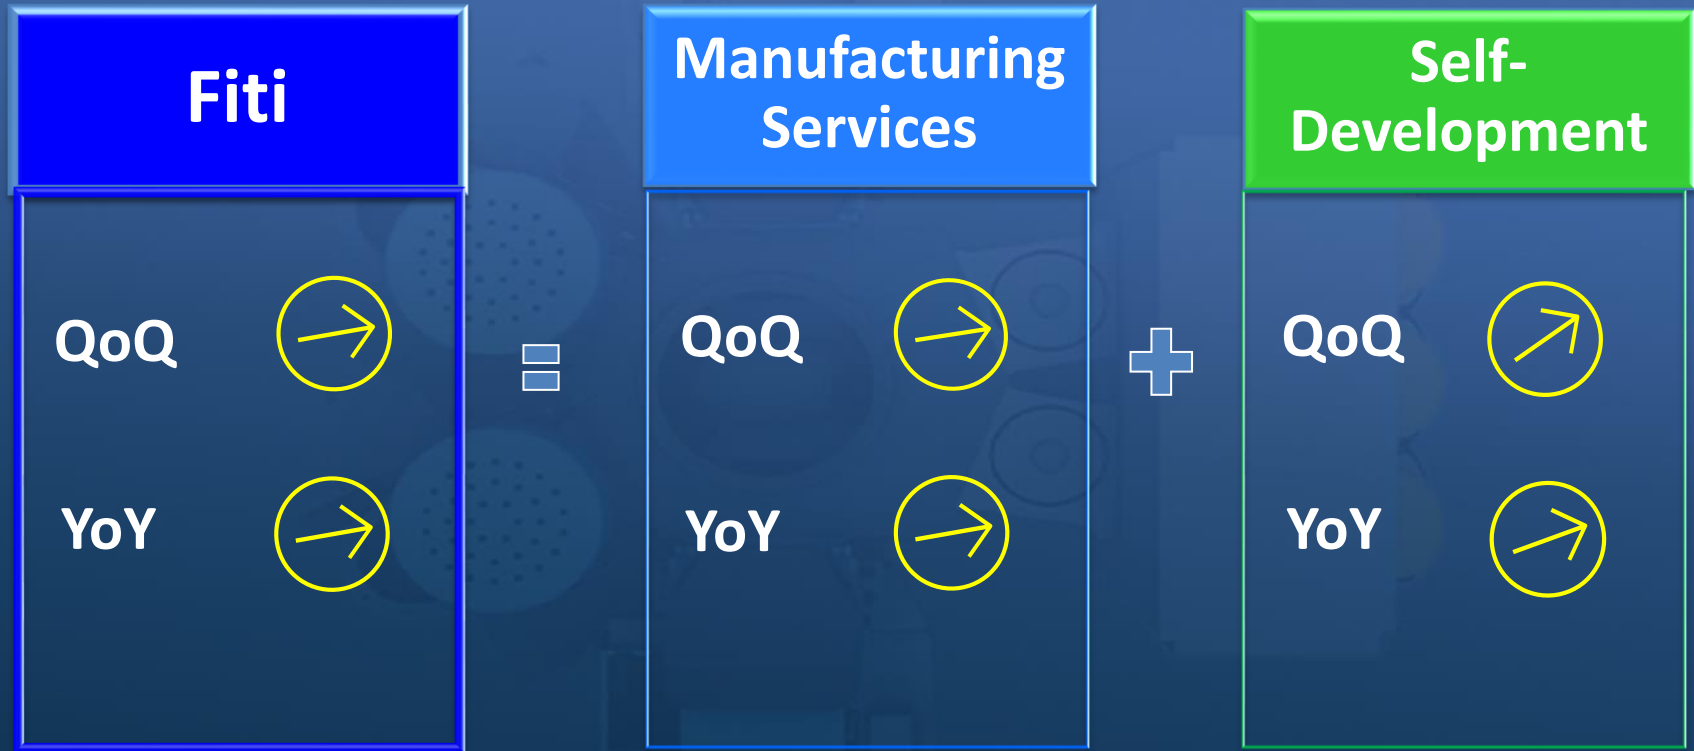 Fiti
QoQ
YoY
Manufacturing
Services
QoQ
YoY
Self-
Development
QoQ
YoY